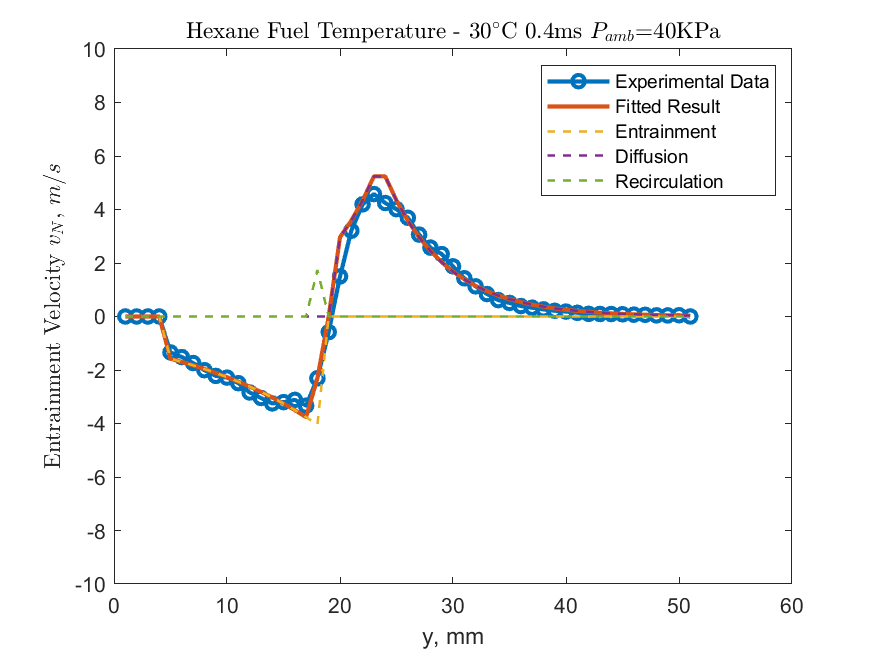 Hexane Fuel Temperature - 30°C 0.4ms P_amb=40KPa
Experimental Data
Fitted Result
Entrainment
Diffusion
Recirculation
Entrainment Velocity v_N, m/s
10
8
6
4
2
0
-2
-4
-6
-8
-10
0 10 20 30 40 50 60
y, mm